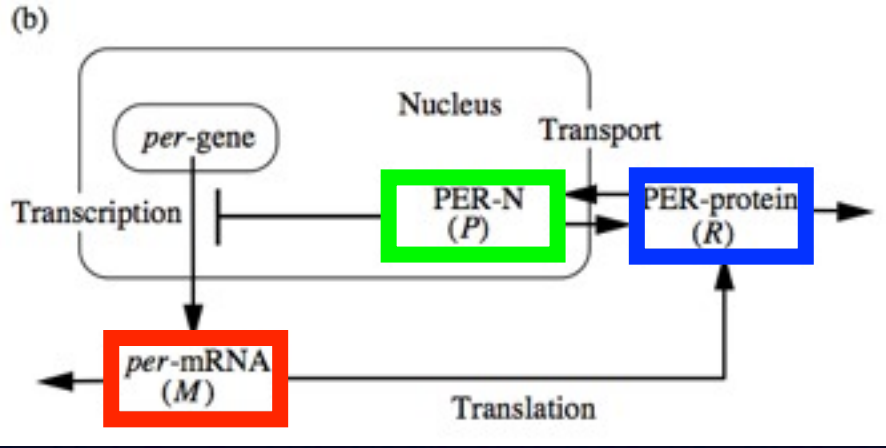 (b)
Nucleus
per-gene
Transport
Transcription
PER-N
(P)
PER-protein
(R)
per-mRNA
(M)
Translation